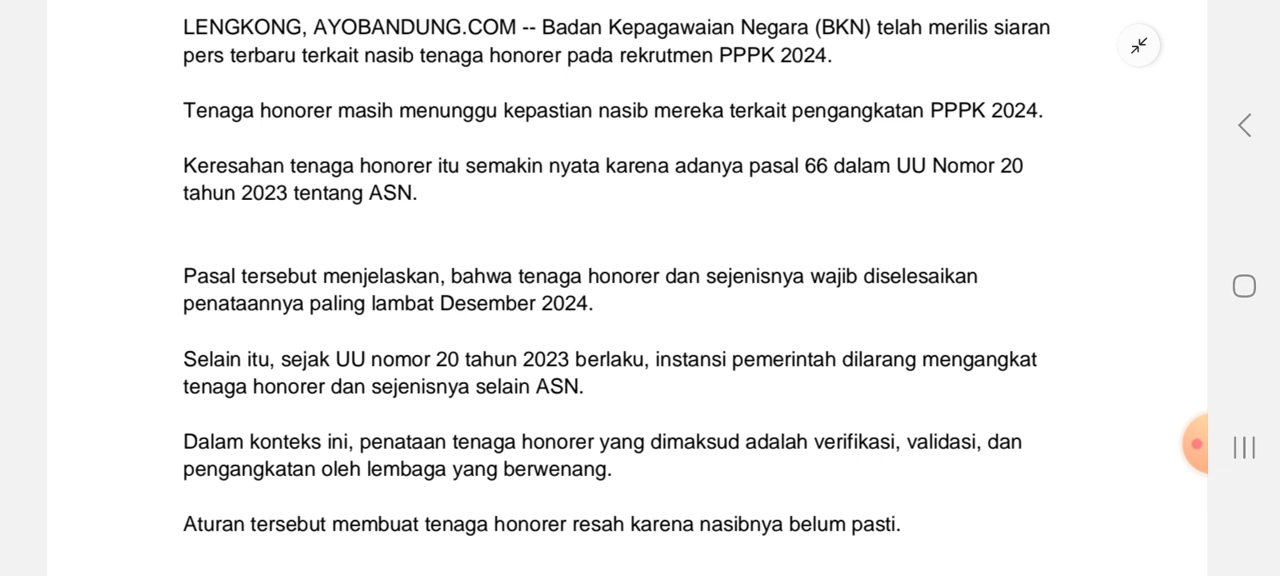 LENGKONG, AYOBANDUNG.COM -- Badan Kepagawaian Negara (BKN) telah merilis siaran
pers terbaru terkait nasib tenaga honorer pada rekrutmen PPPK 2024.
Tenaga honorer masih menunggu kepastian nasib mereka terkait pengangkatan PPPK 2024.
Keresahan tenaga honorer itu semakin nyata karena adanya pasal 66 dalam UU Nomor 20
tahun 2023 tentang ASN.
Pasal tersebut menjelaskan, bahwa tenaga honorer dan sejenisnya wajib diselesaikan
penataannya paling lambat Desember 2024.
Selain itu, sejak UU nomor 20 tahun 2023 berlaku, instansi pemerintah dilarang mengangkat
tenaga honorer dan sejenisnya selain ASN.
Dalam konteks ini, penataan tenaga honorer yang dimaksud adalah verifikasi, validasi, dan
pengangkatan oleh lembaga yang berwenang.
Aturan tersebut membuat tenaga honorer resah karena nasibnya belum pasti.